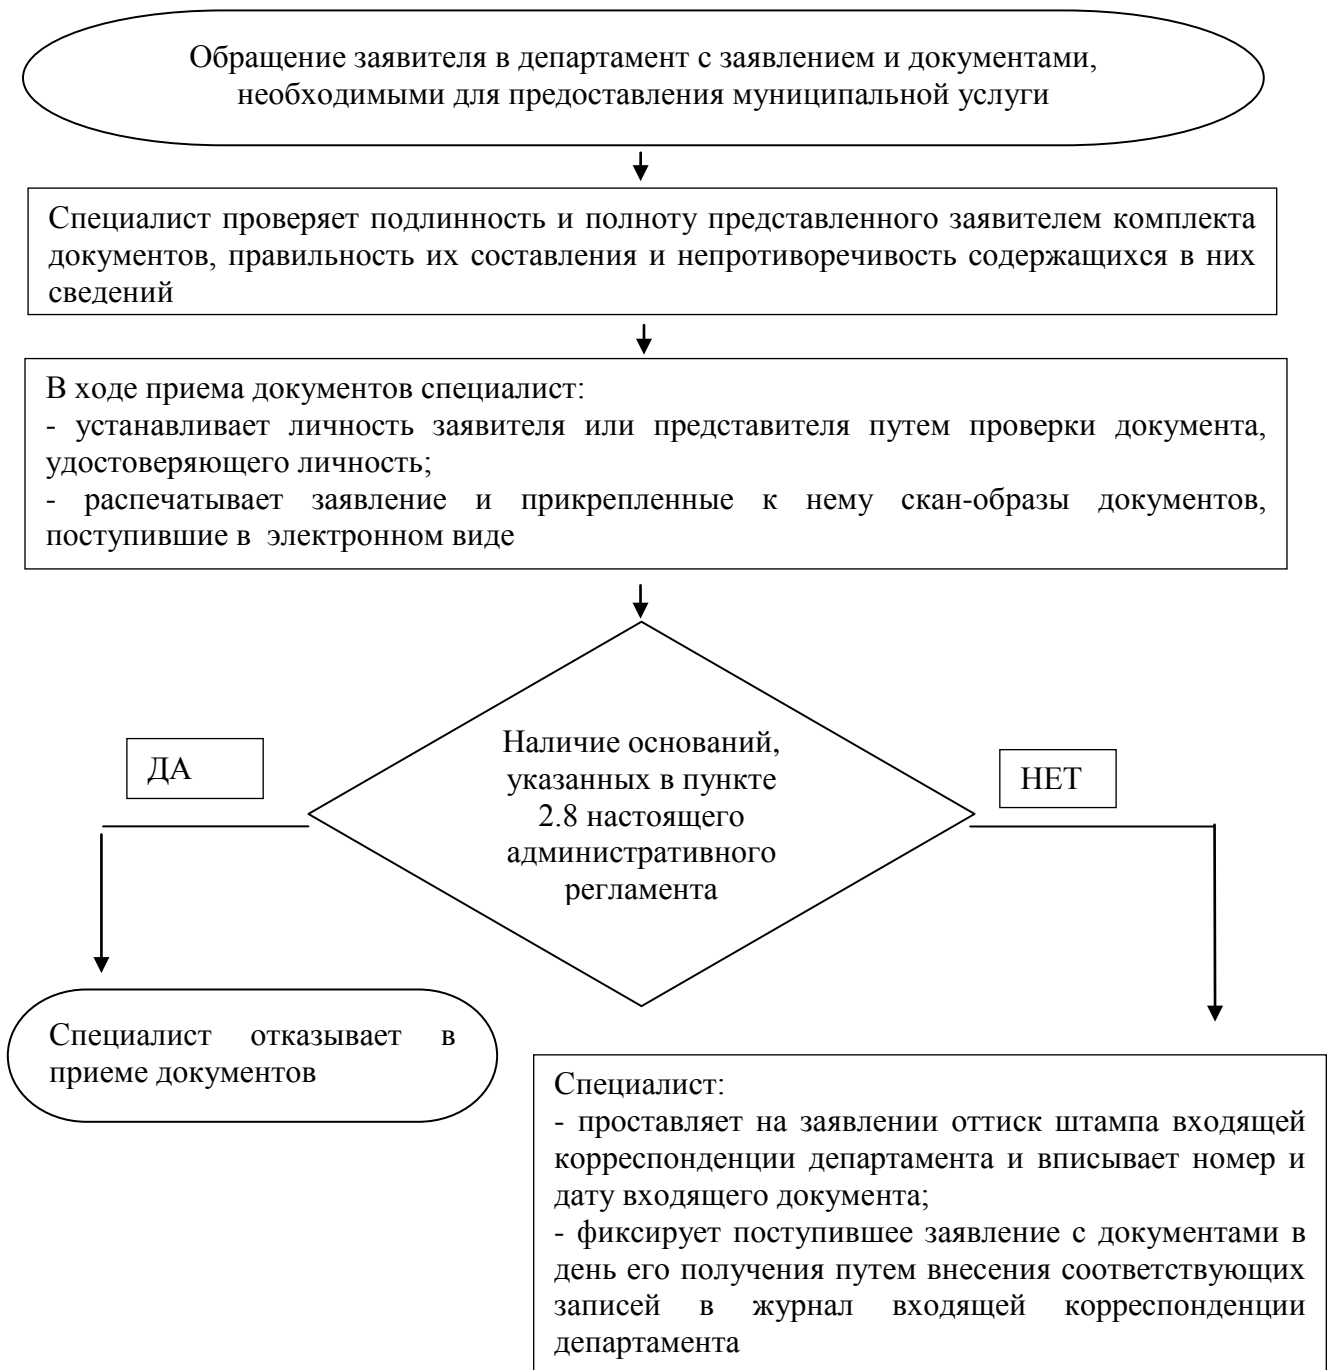 Обращение заявителя в департамент с заявлением и документами,
необходимыми для предоставления муниципальной услуги
Специалист проверяет подлинность и полноту представленного заявителем комплекта
документов, правильность их составления и непротиворечивость содержащихся в них
сведений
В ходе приема документов специалист:
- устанавливает личность заявителя или представителя путем проверки документа,
удостоверяющего личность;
- распечатывает заявление и прикрепленные к нему скан-образы документов,
поступившие в электронном виде
ДА
Наличие оснований,
указанных в пункте
2.8 настоящего
административного
регламента
НЕТ
Специалист отказывает в
приеме документов
Специалист:
- проставляет на заявлении оттиск штампа входящей
корреспонденции департамента и вписывает номер и
дату входящего документа;
- фиксирует поступившее заявление с документами в
день его получения путем внесения соответствующих
записей в журнал входящей корреспонденции
департамента